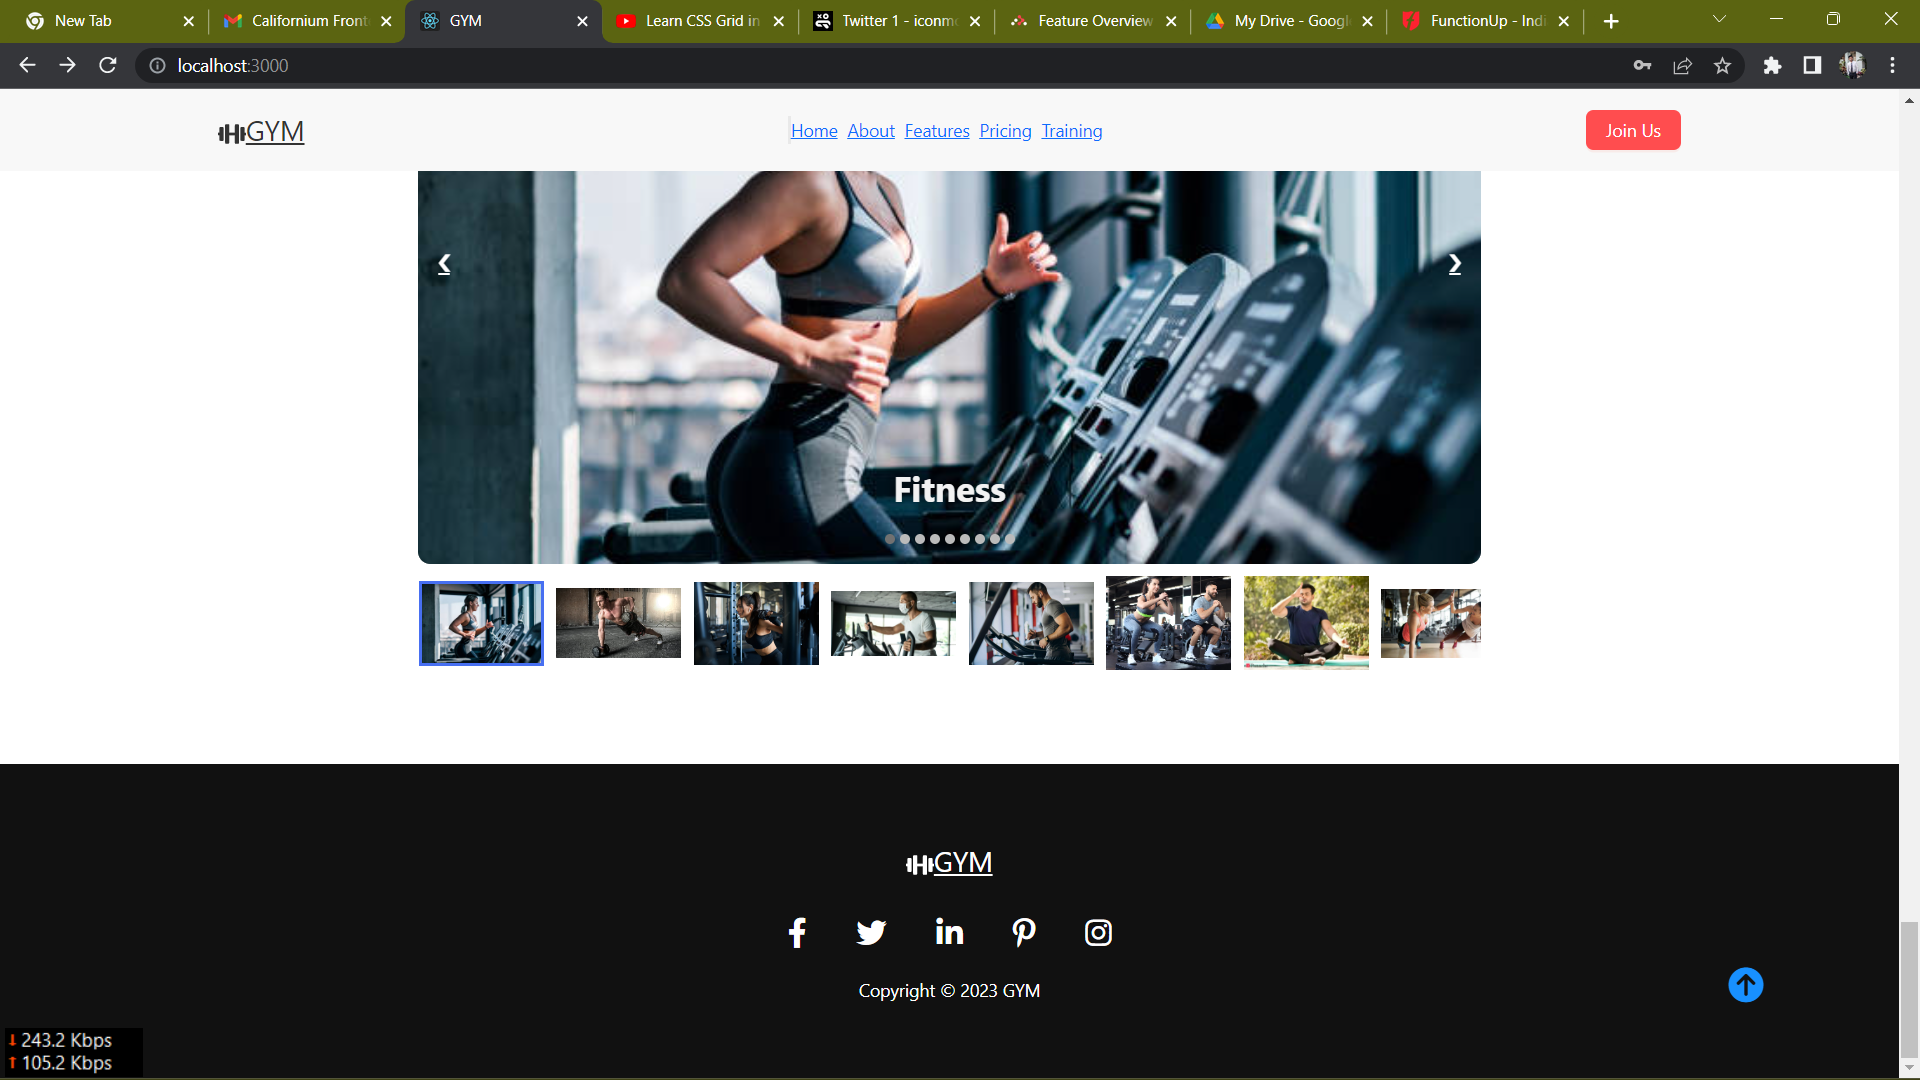 New Tab
Californium Front
GYM
Learn CSS Grid in
Twitter 1 - iconmo
Feature Overview
My Drive - Googl
FunctionUp - Indi
localhost:3000
GYM
Home About Features Pricing Training
Join Us
Fitness
GYM
Copyright © 2023 GYM
243.2 Kbps
105.2 Kbps